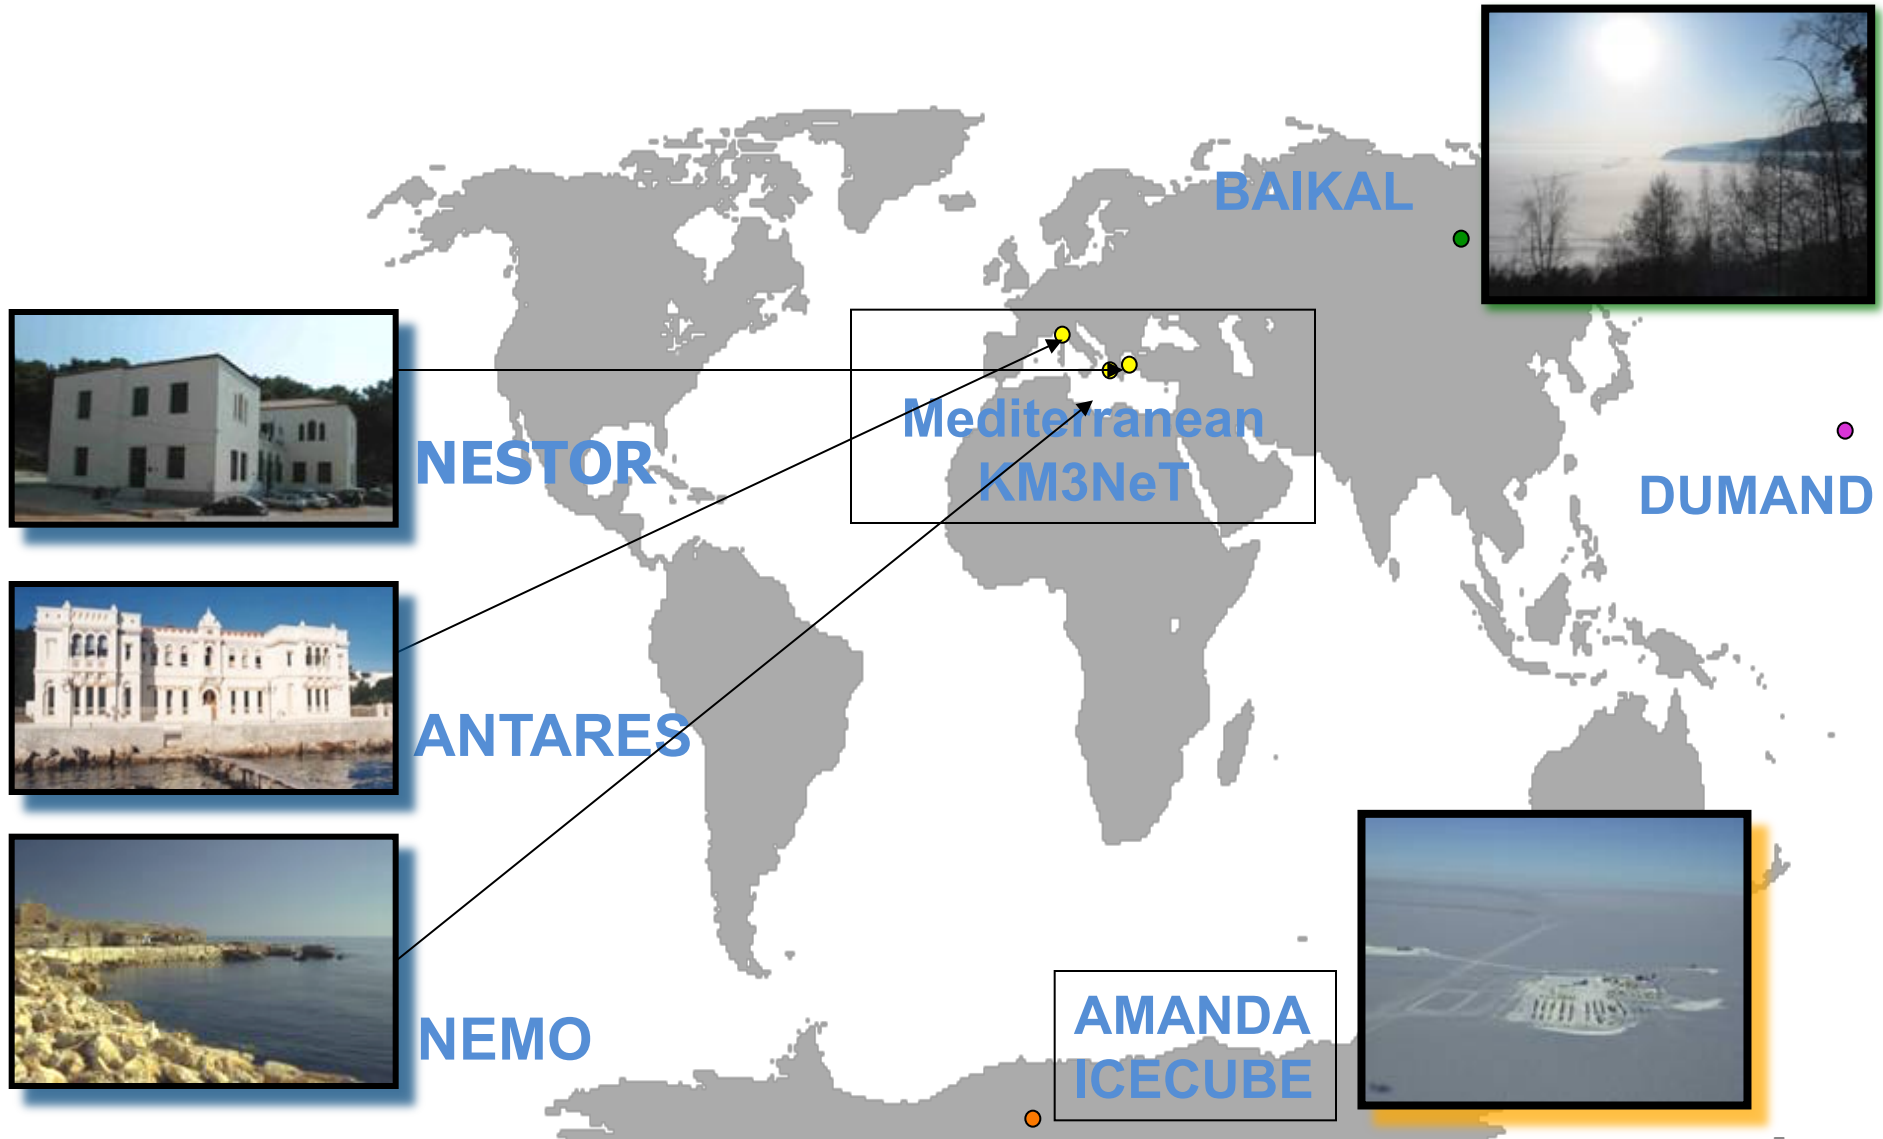 BAIKAL
NESTOR
Mediterranean
KM3NeT
DUMAND
ANTARES
NEMO
AMANDA
ICECUBE